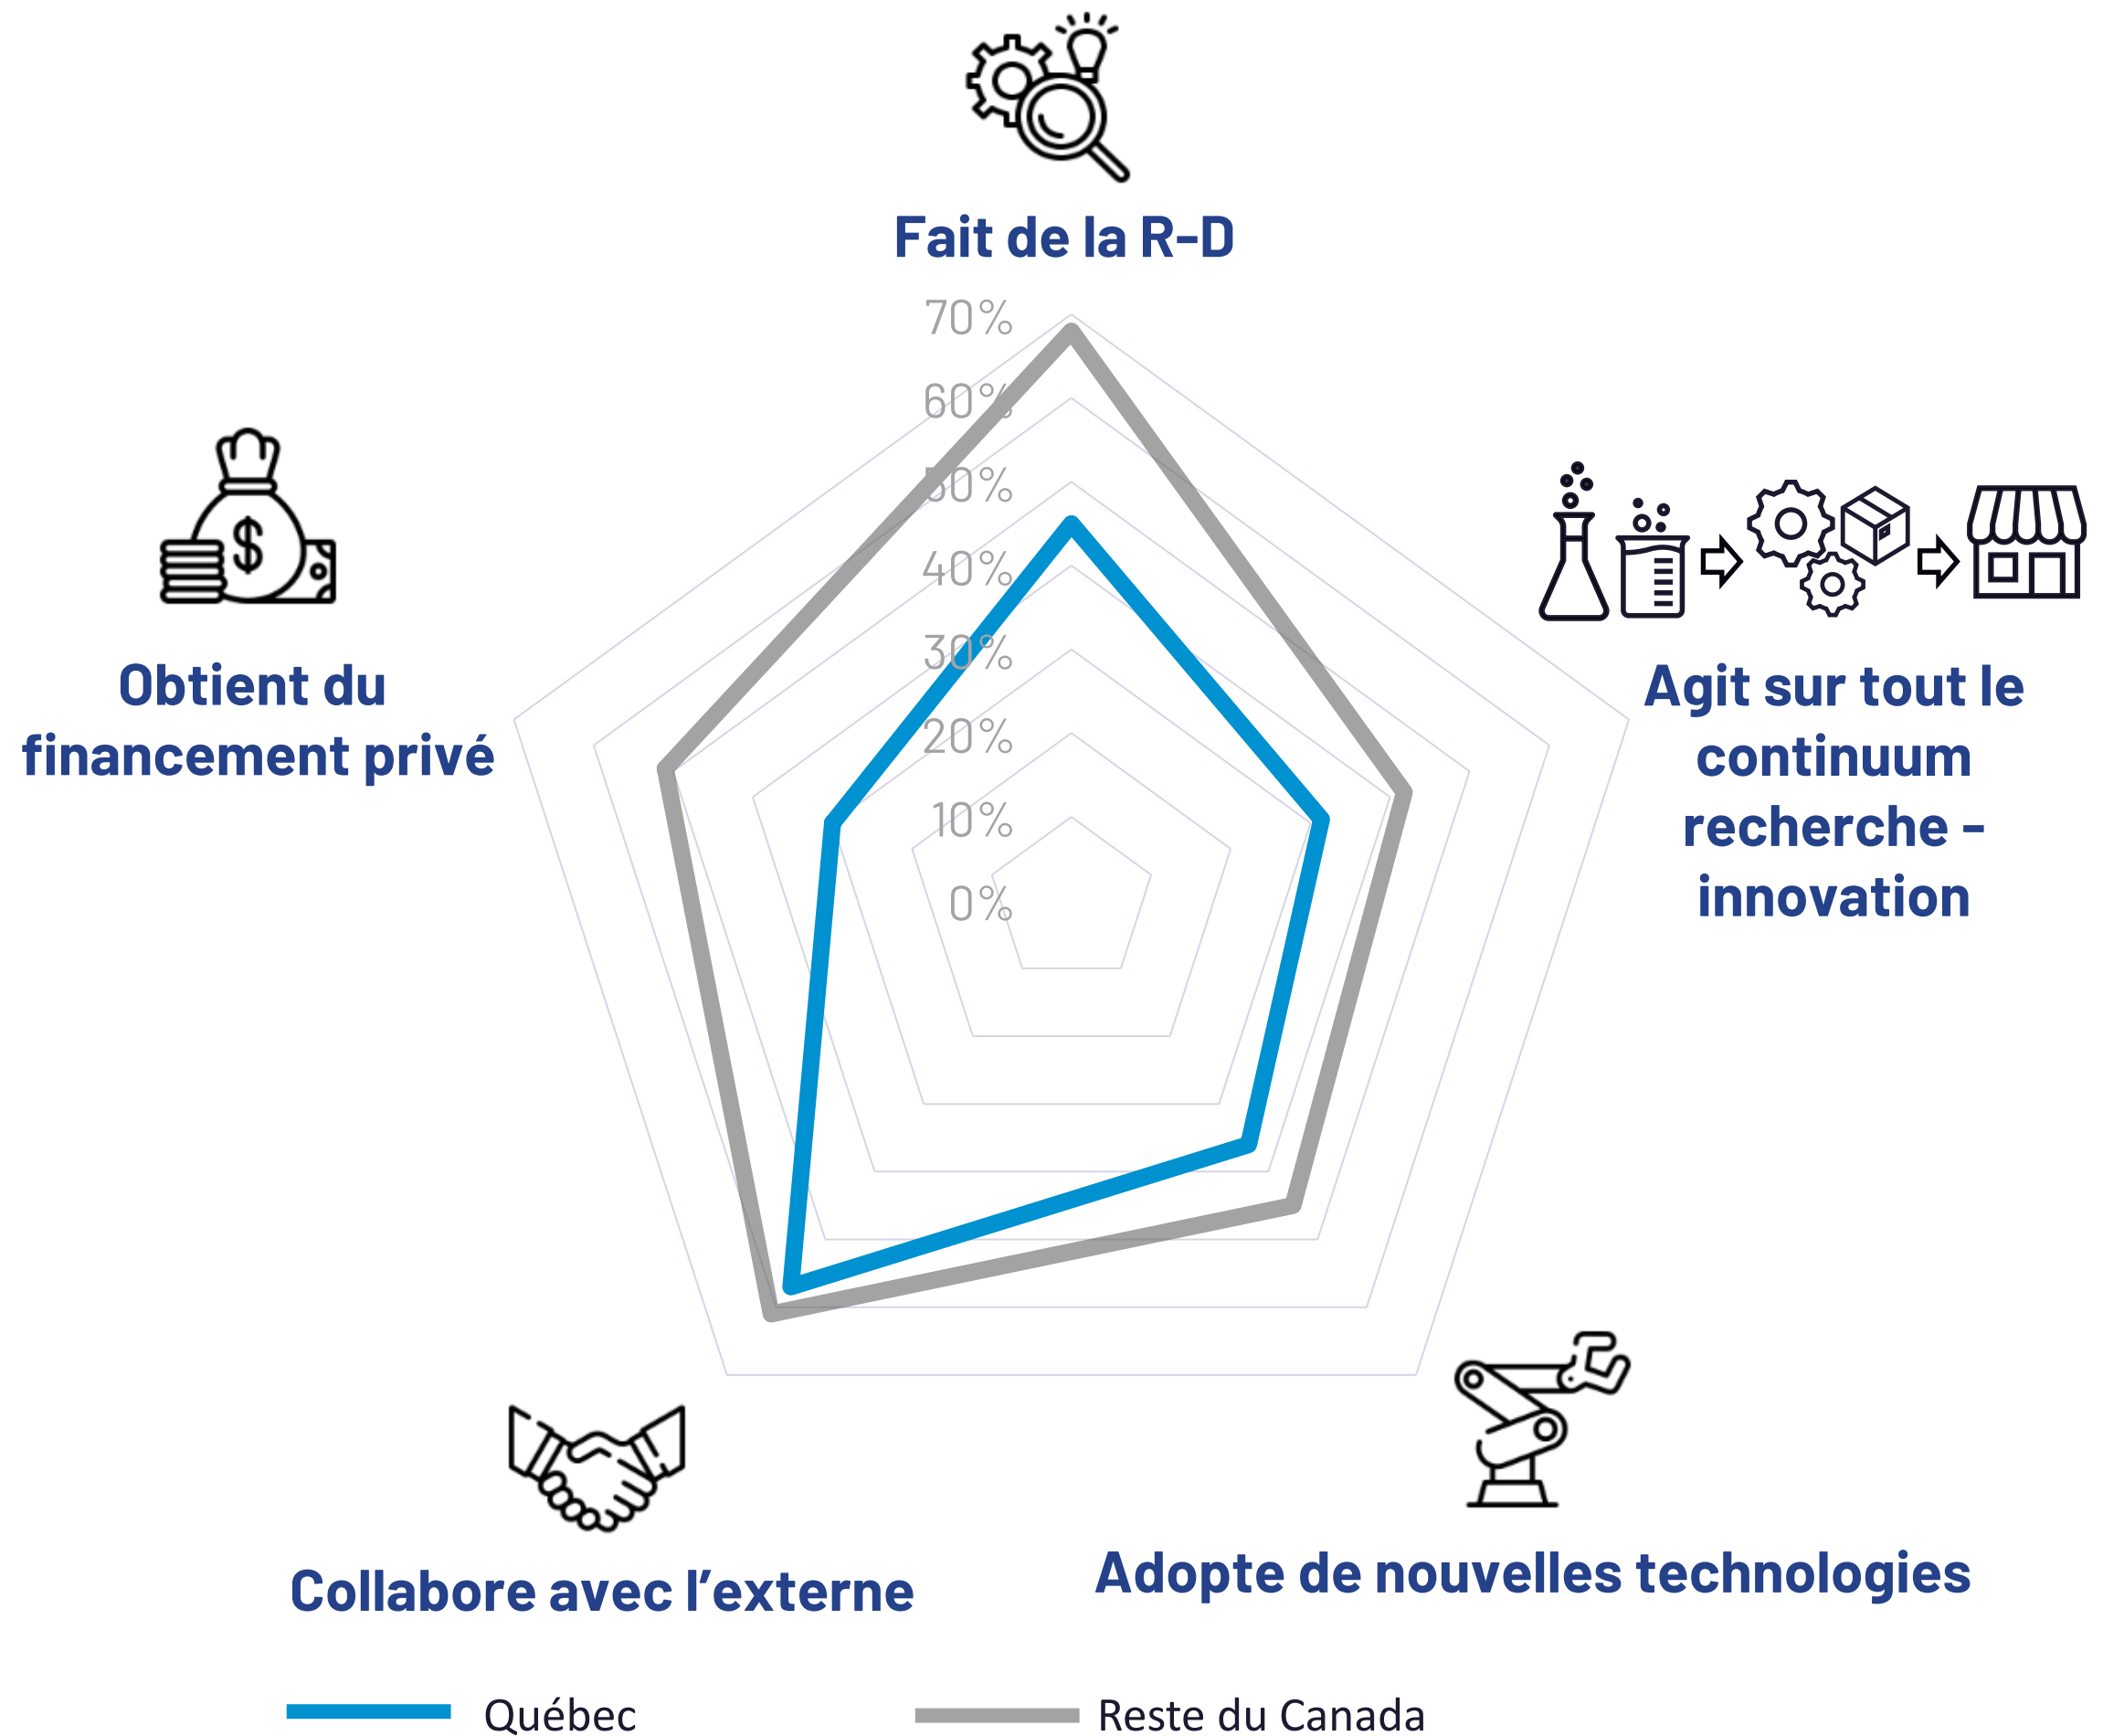 Fait de la R-D
70%
60%
50%
40%
30%
20%
10%
0%
Obtient du
financement privé
Agit sur tout le
continuum
recherche -
innovation
Collabore avec l'externe
Adopte de nouvelles technologies
Québec
Reste du Canada